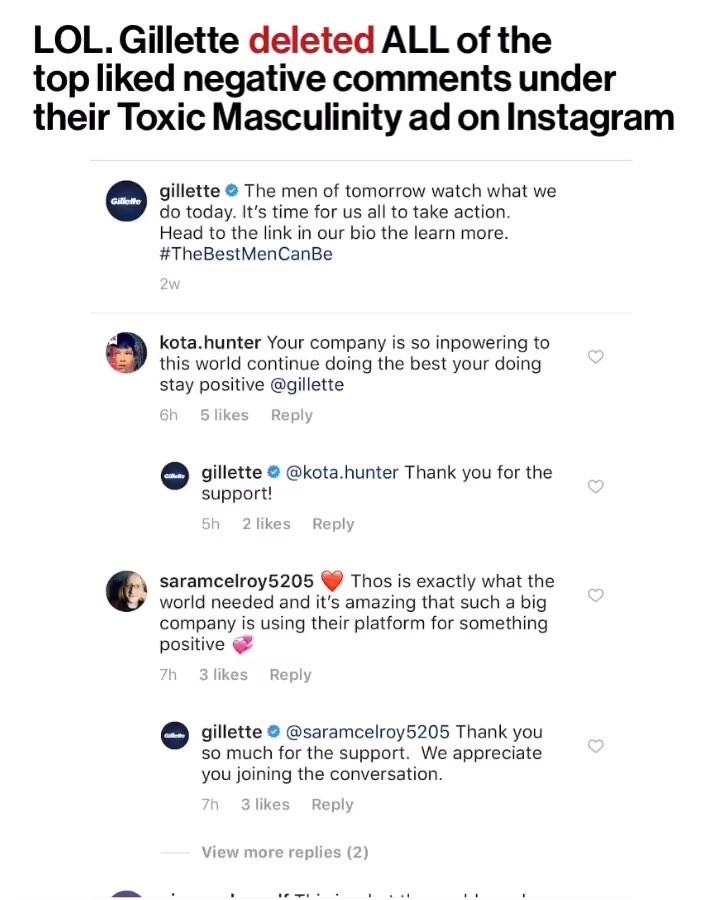 LOL. Gillette deleted ALL of the
top liked negative comments under
their Toxic Masculinity ad on Instagram
Gillette
gillette The men of tomorrow watch what we
do today. It's time for us all to take action.
Head to the link in our bio the learn more.
#TheBestMenCanBe
2w
kota.hunter Your company is so inpowering to
this world continue doing the best your doing
stay positive @gillette
6h 5 likes Reply
Gillette
gillette @kota.hunter Thank you for the
support!
5h 2 likes Reply
saramcelroy5205 ❤️ Thos is exactly what the
world needed and it's amazing that such a big
company is using their platform for something
positive 💞
7h 3 likes Reply
Gillette
gillette @saramcelroy5205 Thank you
so much for the support. We appreciate
you joining the conversation.
7h 3 likes Reply
View more replies (2)